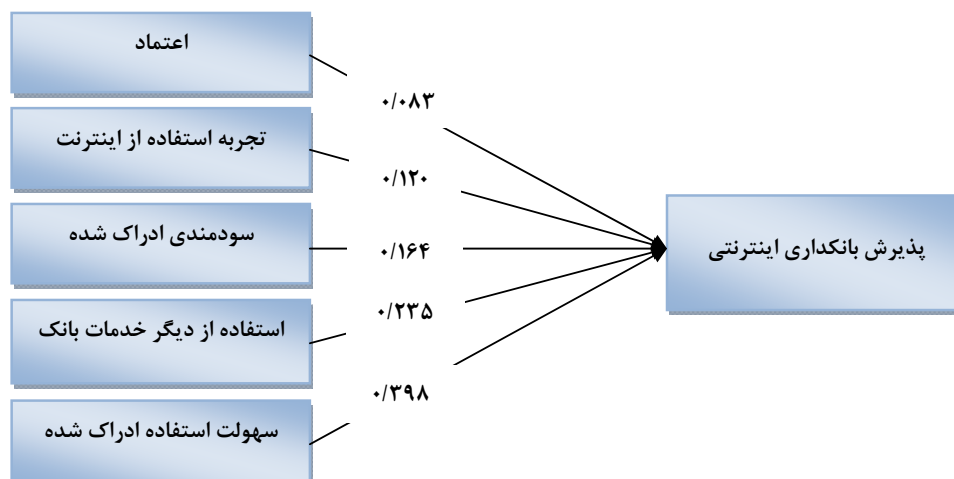 اعتماد
۰/۰۸۳
تجربه استفاده از اینترنت
۰/۱۲۰
سودمندی ادراک شده
۰/۱۶۴
پذیرش بانکداری اینترنتی
استفاده از دیگر خدمات بانک
۰/۲۳۵
سهولت استفاده ادراک شده
۰/۳۹۸